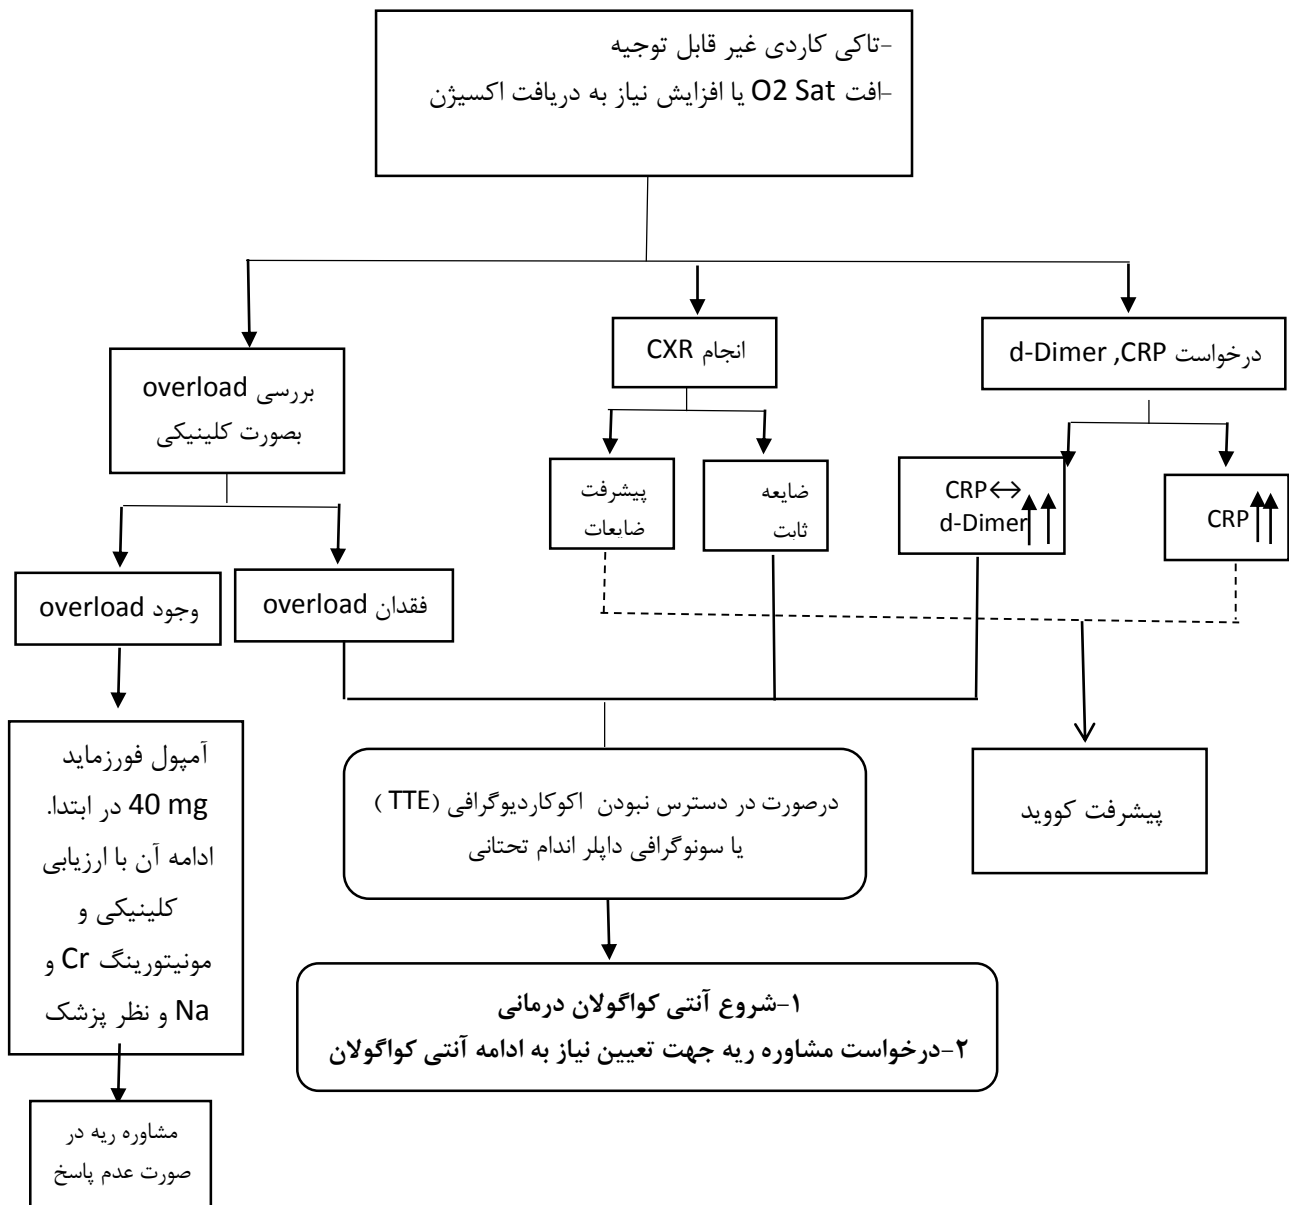 -تاکی کاردی غیر قابل توجیه
-افت O2 Sat یا افزایش نیاز به دریافت اکسیژن
درخواست d-Dimer ,CRP
انجام CXR
بررسی overload
بصورت کلینیکی
CRP↑↑
CRP↔
d-Dimer↑↑
ضایعه
ثابت
پیشرفت
ضایعات
فقدان overload
وجود overload
پیشرفت کووید
درصورت در دسترس نبودن اکوکاردیوگرافی (TTE )
یا سونوگرافی داپلر اندام تحتانی
آمپول فورزماید
40 mg در ابتدا.
ادامه آن با ارزیابی
کلینیکی و
مونیتورینگ Cr و
Na و نظر پزشک
۱-شروع آنتی کواگولان درمانی
۲-درخواست مشاوره ریه جهت تعیین نیاز به ادامه آنتی کواگولان
مشاوره ریه در
صورت عدم پاسخ